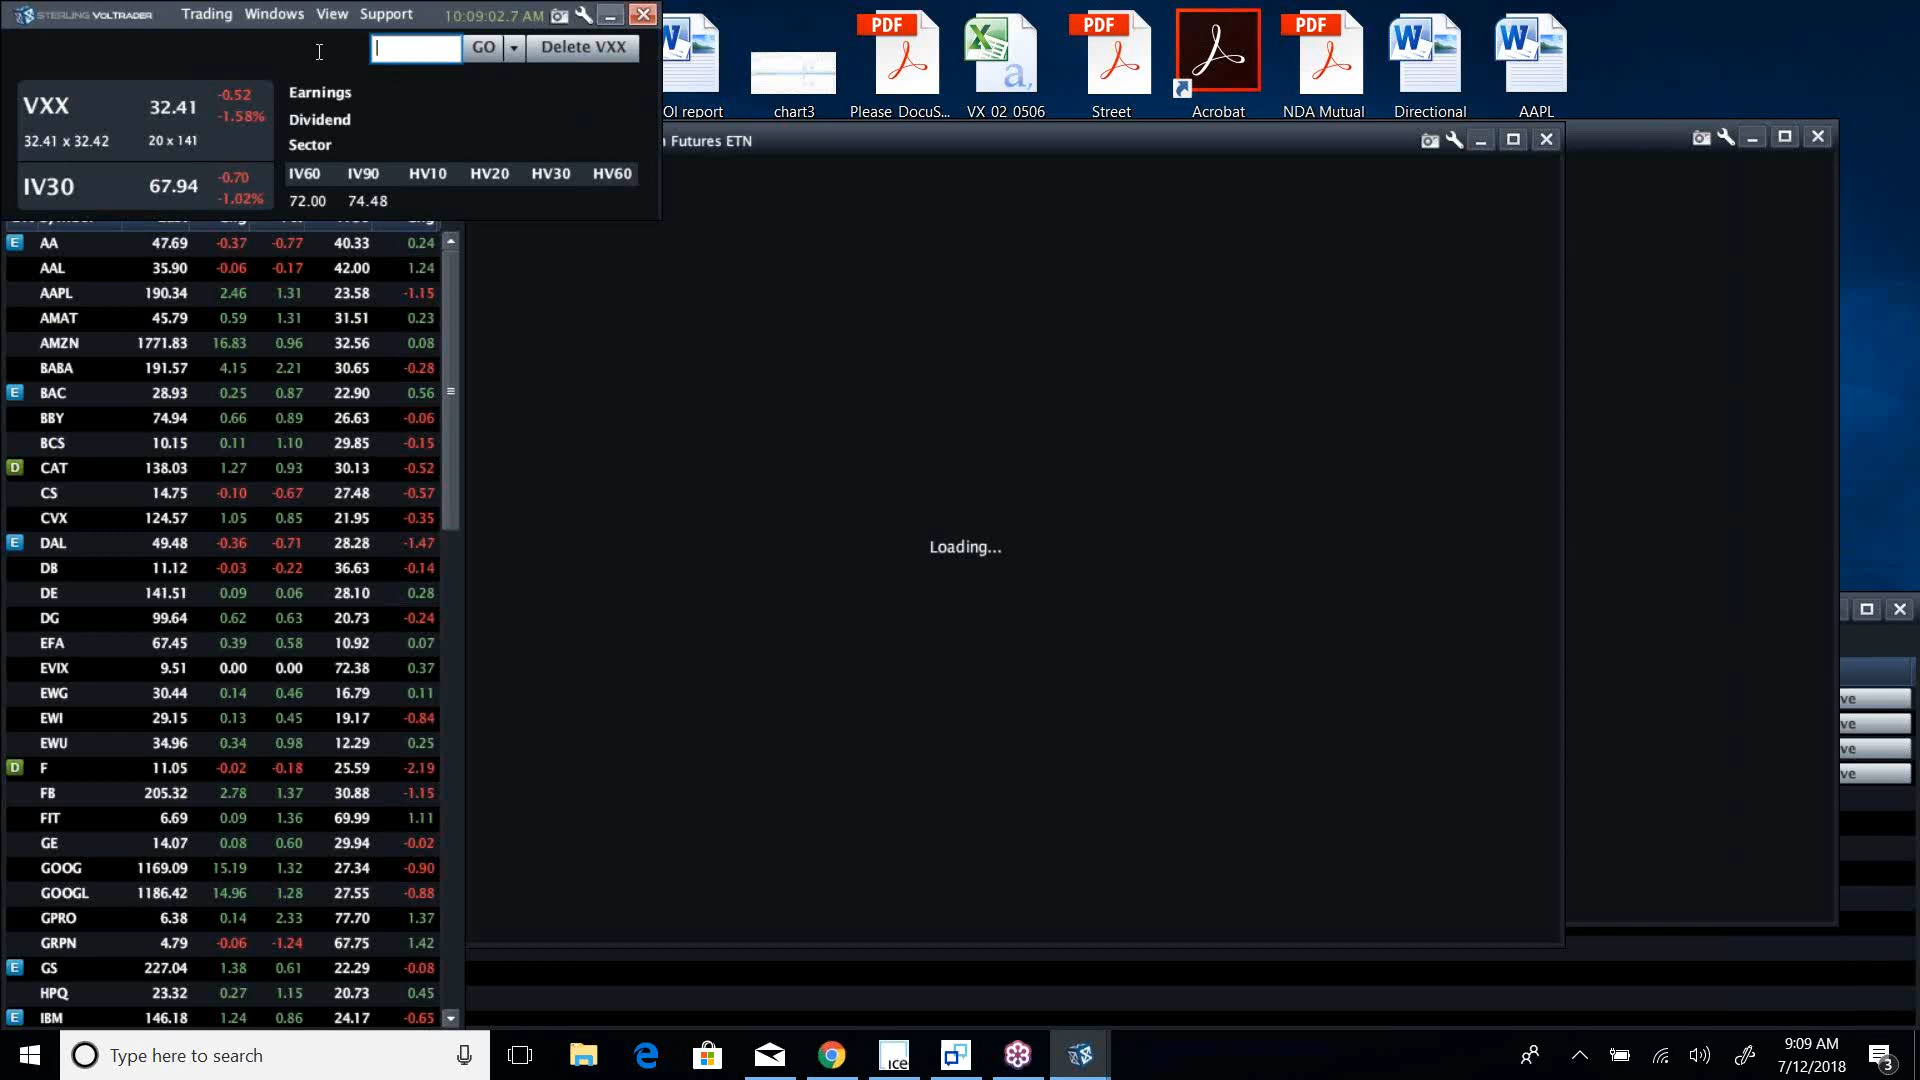 STERLING VOLTRADER Trading Windows View Support 10:09:02.7 AM
GO Delete VXX
VXX 32.41 -0.52 -1.58%
32.41 x 32.42 20 x 141
IV30 67.94 -0.70 -1.02%
Earnings
Dividend
Sector
IV60 IV90 HV10 HV20 HV30 HV60
72.00 74.48
E AA 47.69 -0.37 -0.77 40.33 0.24
AAL 35.90 -0.06 -0.17 42.00 1.24
AAPL 190.34 2.46 1.31 23.58 -1.15
AMAT 45.79 0.59 1.31 31.51 0.23
AMZN 1771.83 16.83 0.96 32.56 0.08
BABA 191.57 4.15 2.21 30.65 -0.28
E BAC 28.93 0.25 0.87 22.90 0.56
BBY 74.94 0.66 0.89 26.63 -0.06
BCS 10.15 0.11 1.10 29.85 -0.15
D CAT 138.03 1.27 0.93 30.13 -0.52
CS 14.75 -0.10 -0.67 27.48 -0.57
CVX 124.57 1.05 0.85 21.95 -0.35
E DAL 49.48 -0.36 -0.71 28.28 -1.47
DB 11.12 -0.03 -0.22 36.63 -0.14
DE 141.51 0.09 0.06 28.10 0.28
DG 99.64 0.62 0.63 20.73 -0.24
EFA 67.45 0.39 0.58 10.92 0.07
EVIX 9.51 0.00 0.00 72.38 0.37
EWG 30.44 0.14 0.46 16.79 0.11
EWI 29.15 0.13 0.45 19.17 -0.84
EWU 34.96 0.34 0.98 12.29 0.25
D F 11.05 -0.02 -0.18 25.59 -2.19
FB 205.32 2.78 1.37 30.88 -1.15
FIT 6.69 0.09 1.36 69.99 1.11
GE 14.07 0.08 0.60 29.94 -0.02
GOOG 1169.09 15.19 1.32 27.34 -0.90
GOOGL 1186.42 14.96 1.28 27.55 -0.88
GPRO 6.38 0.14 2.33 77.70 1.37
GRPN 4.79 -0.06 -1.24 67.75 1.42
E GS 227.04 1.38 0.61 22.29 -0.08
HPQ 23.32 0.27 1.15 20.73 0.45
E IBM 146.18 1.24 0.86 24.17 -0.65
PDF PDF PDF
OI report chart3 Please_DocuS... VX_02_0506 Street Acrobat NDA Mutual Directional AAPL
Futures ETN
Loading...
ve
ve
ve
ve
Type here to search
ice
9:09 AM
7/12/2018
3